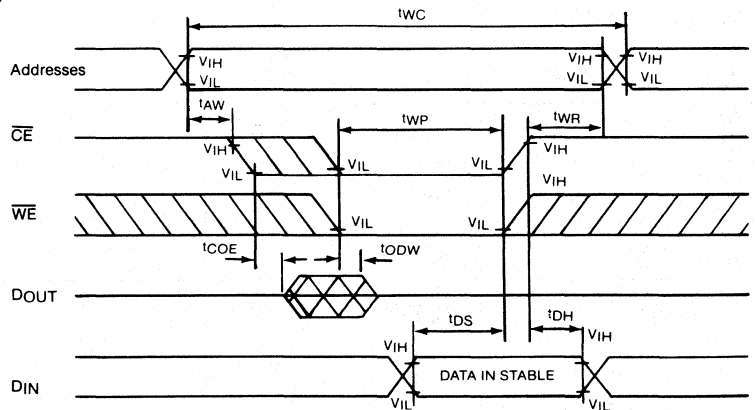 tWC
Addresses
VIH VIH VIH
VIL VIL VIL
tAW tWP tWR
CE
VIH VIH
VIL VIL VIL
VIH
WE
VIL VIL
tCOE tODW
DOUT
tDS tDH
VIH VIH
DATA IN STABLE
DIN
VIL VIL